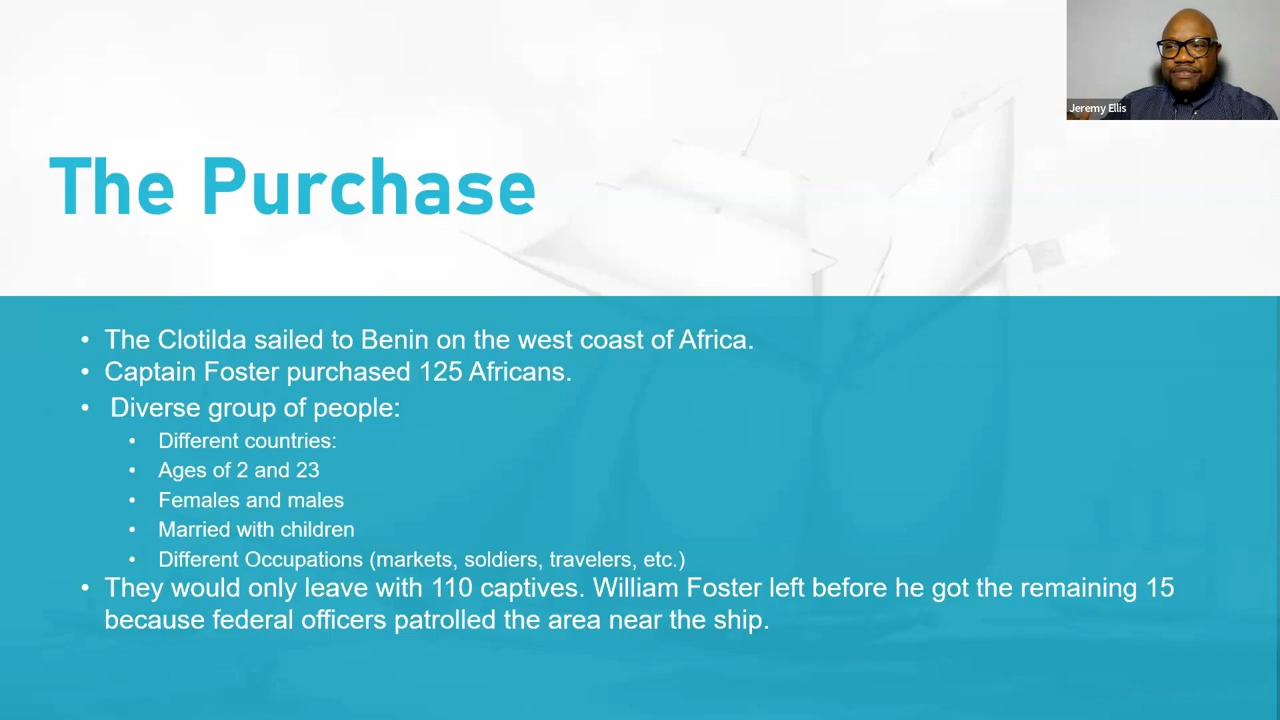 Jeremy Ellis
The Purchase
• The Clotilda sailed to Benin on the west coast of Africa.
• Captain Foster purchased 125 Africans.
• Diverse group of people:
• Different countries:
• Ages of 2 and 23
• Females and males
• Married with children
• Different Occupations (markets, soldiers, travelers, etc.)
• They would only leave with 110 captives. William Foster left before he got the remaining 15
because federal officers patrolled the area near the ship.